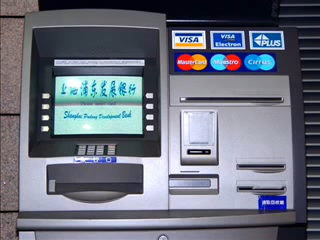 上海浦东发展银行
Shanghai Pudong Development Bank
VISA
VISA Electron
PLUS
MasterCard
Maestro
Cirrus